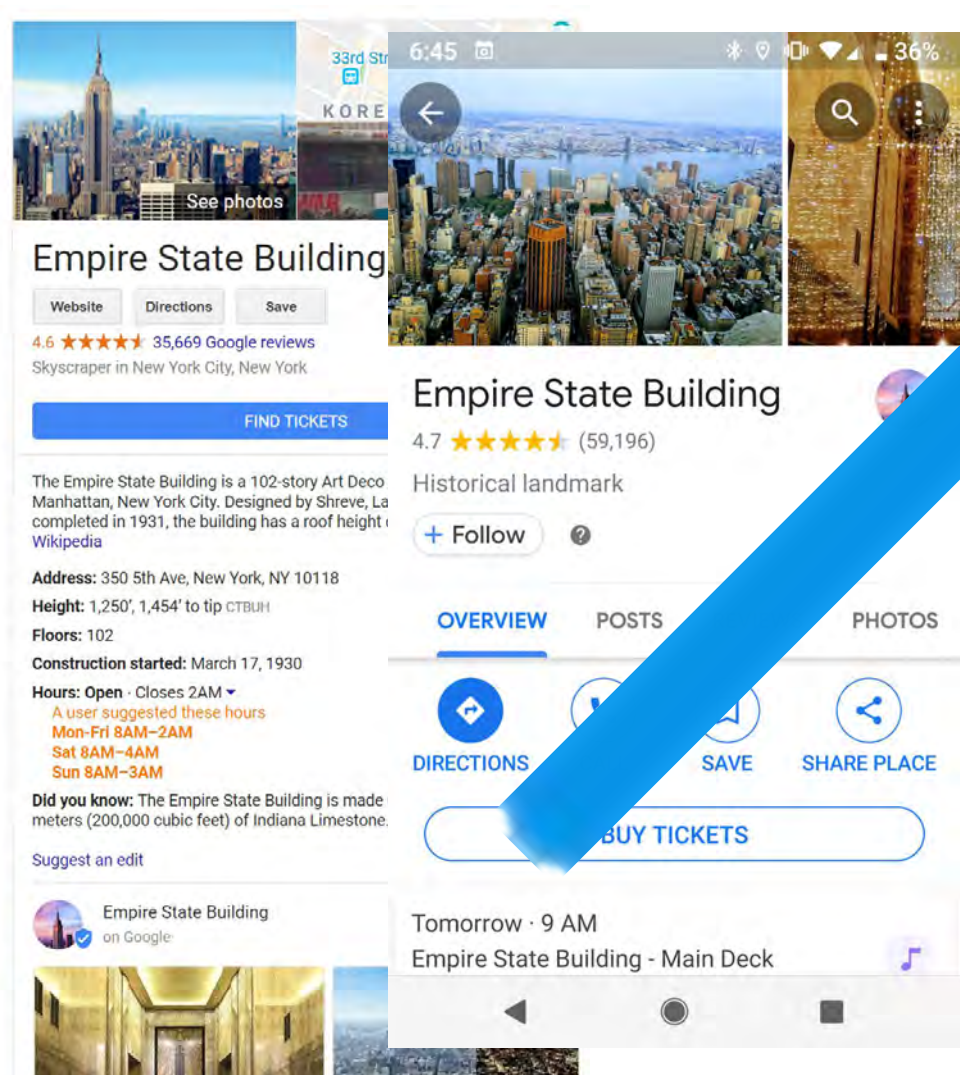 33rd Str
KORE
See photos
Empire State Building
Website Directions Save
4.6 35,669 Google reviews
Skyscraper in New York City, New York
FIND TICKETS
The Empire State Building is a 102-story Art Deco
Manhattan, New York City. Designed by Shreve, La
completed in 1931, the building has a roof height
Wikipedia
Address: 350 5th Ave, New York, NY 10118
Height: 1,250', 1,454' to tip CTBUH
Floors: 102
Construction started: March 17, 1930
Hours: Open · Closes 2AM
A user suggested these hours
Mon-Fri 8AM–2AM
Sat 8AM–4AM
Sun 8AM–3AM
Did you know: The Empire State Building is made
meters (200,000 cubic feet) of Indiana Limestone.
Suggest an edit
Empire State Building
on Google
6:45 36%
Empire State Building
4.7 (59,196)
Historical landmark
+ Follow
OVERVIEW POSTS PHOTOS
DIRECTIONS SAVE SHARE PLACE
BUY TICKETS
Tomorrow · 9 AM
Empire State Building - Main Deck